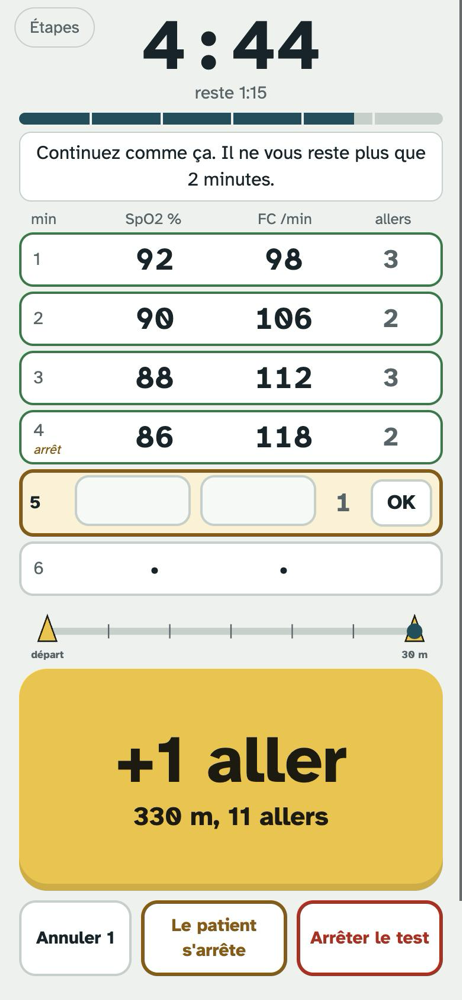 Étapes
4:44
reste 1:15
Continuez comme ça. Il ne vous reste plus que
2 minutes.
min SpO2 % FC /min allers
1 92 98 3
2 90 106 2
3 88 112 3
4 86 118 2
arrêt
5 1 OK
6 • •
départ 30 m
+1 aller
330 m, 11 allers
Annuler 1
Le patient
s'arrête
Arrêter le test